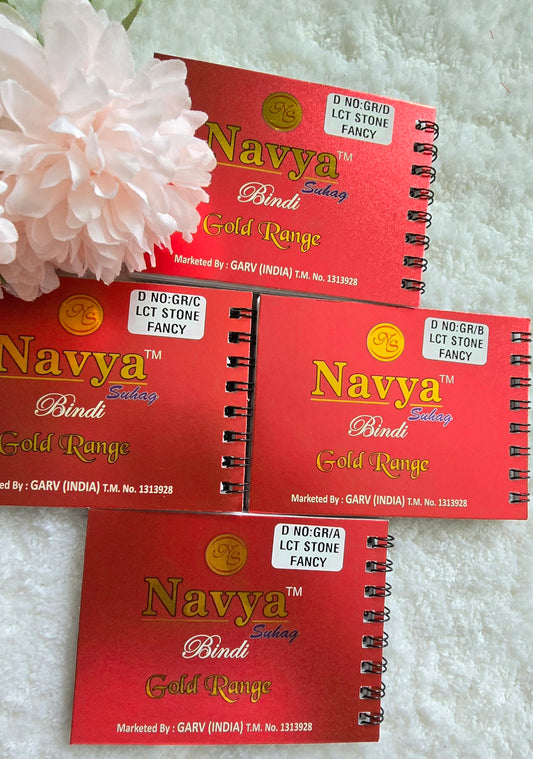 NS
D NO:GR/D
LCT STONE
FANCY
Navya™
Suhag
Bindi
Gold Range
Marketed By : GARV (INDIA) T.M. No. 1313928
NS
D NO:GR/C
LCT STONE
FANCY
Navya™
Suhag
Bindi
Gold Range
ed By : GARV (INDIA) T.M. No. 1313928
NS
D NO:GR/B
LCT STONE
FANCY
Navya™
Suhag
Bindi
Gold Range
Marketed By : GARV (INDIA) T.M. No. 1313928
NS
D NO:GR/A
LCT STONE
FANCY
Navya™
Suhag
Bindi
Gold Range
Marketed By : GARV (INDIA) T.M. No. 1313928